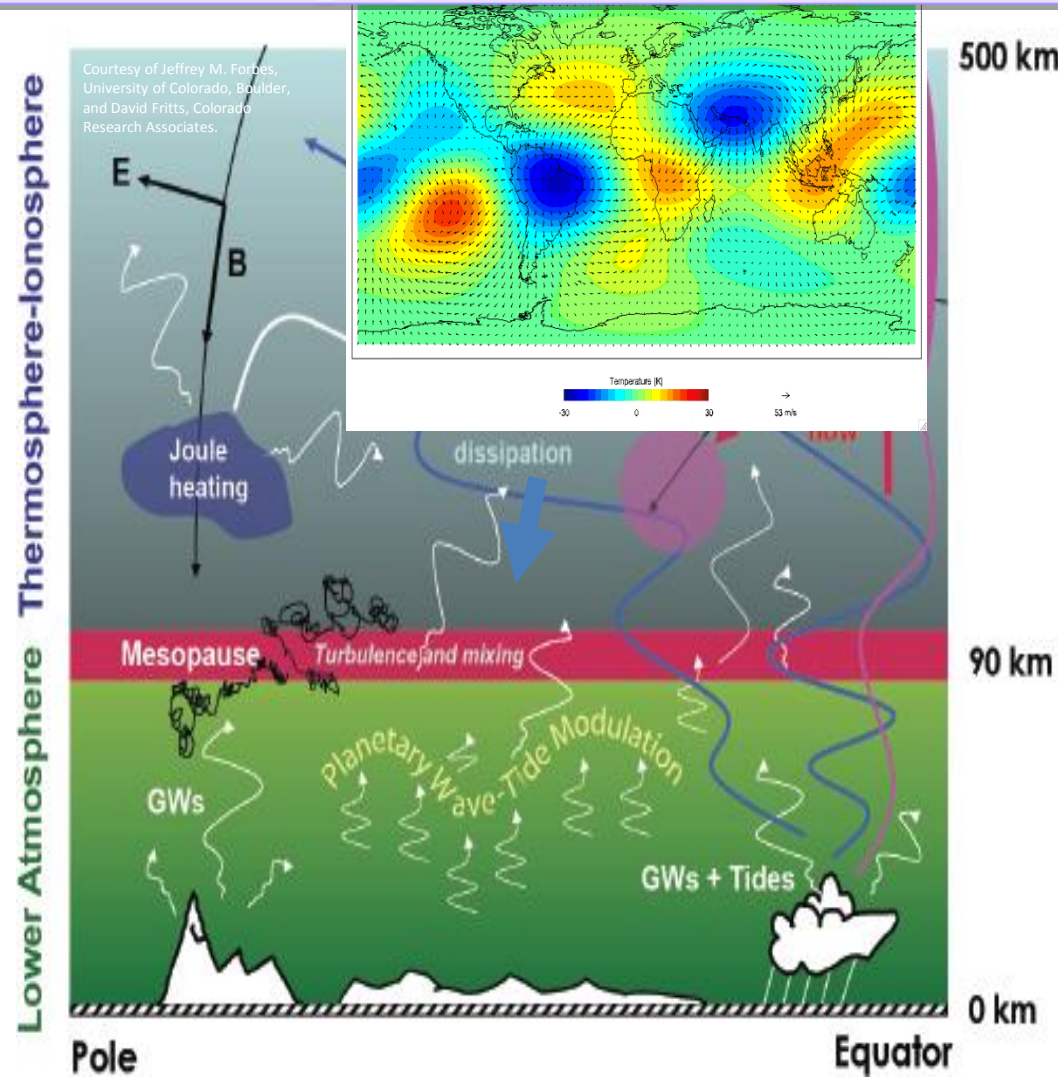 500 km
Courtesy of Jeffrey M. Forbes,
University of Colorado, Boulder,
and David Fritts, Colorado
Research Associates.
E
B
Temperature (K)
-30
0
30
53 m/s
Thermosphere-Ionosphere
Joule
heating
dissipation
Mesopause
Turbulence and mixing
90 km
Planetary Wave-Tide Modulation
GWs
GWs + Tides
Lower Atmosphere
0 km
Pole
Equator